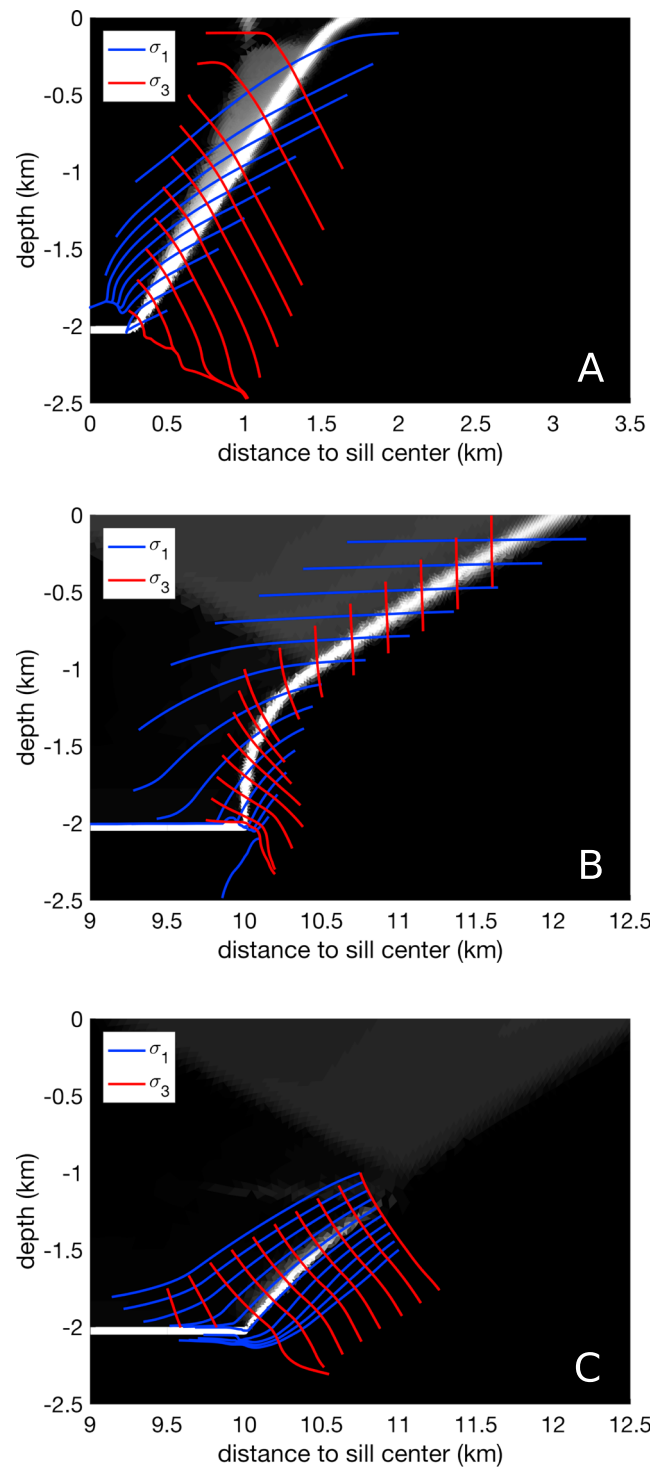 0
-0.5
-1
-1.5
-2
-2.5
depth (km)
σ1
σ3
A
0 0.5 1 1.5 2 2.5 3 3.5
distance to sill center (km)
0
-0.5
-1
-1.5
-2
-2.5
depth (km)
σ1
σ3
B
9 9.5 10 10.5 11 11.5 12 12.5
distance to sill center (km)
0
-0.5
-1
-1.5
-2
-2.5
depth (km)
σ1
σ3
C
9 9.5 10 10.5 11 11.5 12 12.5
distance to sill center (km)